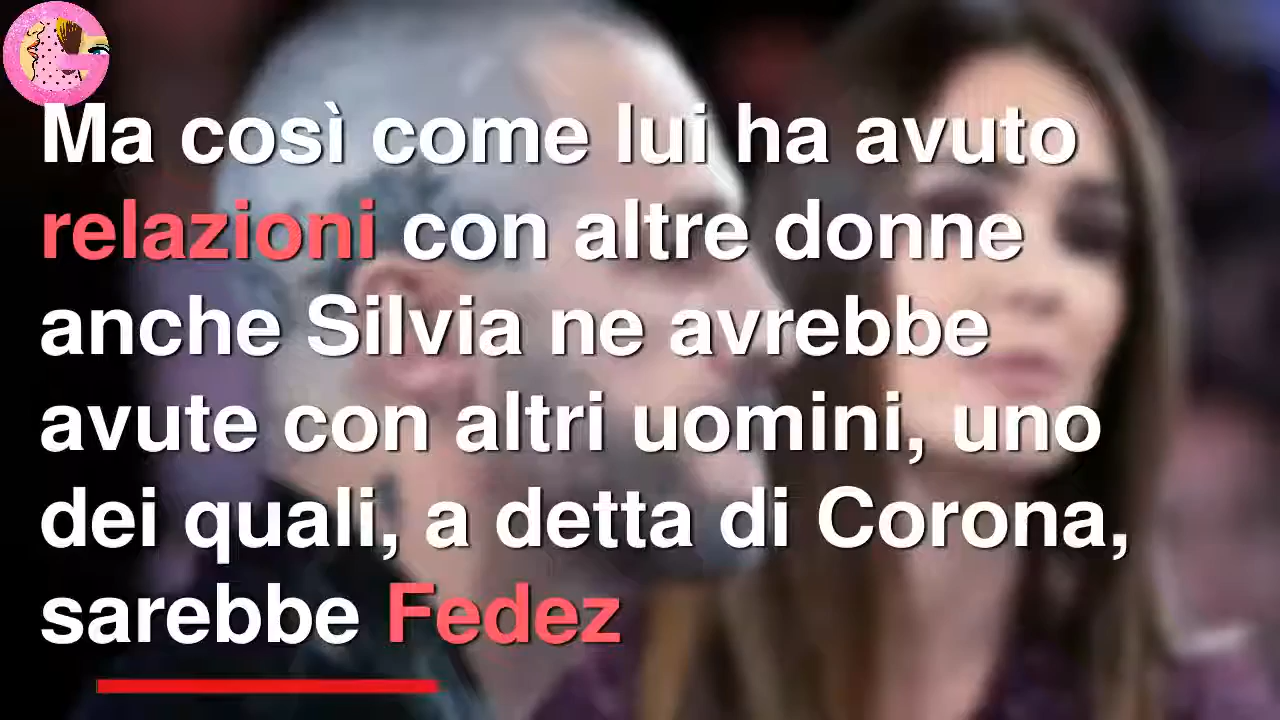 Ma così come lui ha avuto
relazioni con altre donne
anche Silvia ne avrebbe
avute con altri uomini, uno
dei quali, a detta di Corona,
sarebbe Fedez